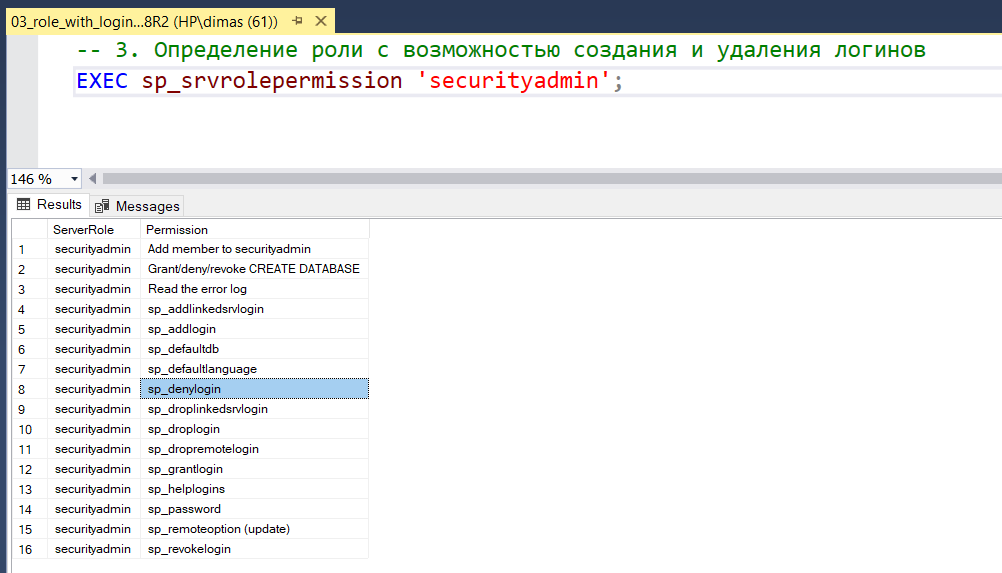 03_role_with_login...8R2 (HP\dimas (61))
-- 3. Определение роли с возможностью создания и удаления логинов
EXEC sp_srvrolepermission 'securityadmin';
146 %
Results Messages
ServerRole Permission
1 securityadmin Add member to securityadmin
2 securityadmin Grant/deny/revoke CREATE DATABASE
3 securityadmin Read the error log
4 securityadmin sp_addlinkedsrvlogin
5 securityadmin sp_addlogin
6 securityadmin sp_defaultdb
7 securityadmin sp_defaultlanguage
8 securityadmin sp_denylogin
9 securityadmin sp_droplinkedsrvlogin
10 securityadmin sp_droplogin
11 securityadmin sp_dropremotelogin
12 securityadmin sp_grantlogin
13 securityadmin sp_helplogins
14 securityadmin sp_password
15 securityadmin sp_remoteoption (update)
16 securityadmin sp_revokelogin